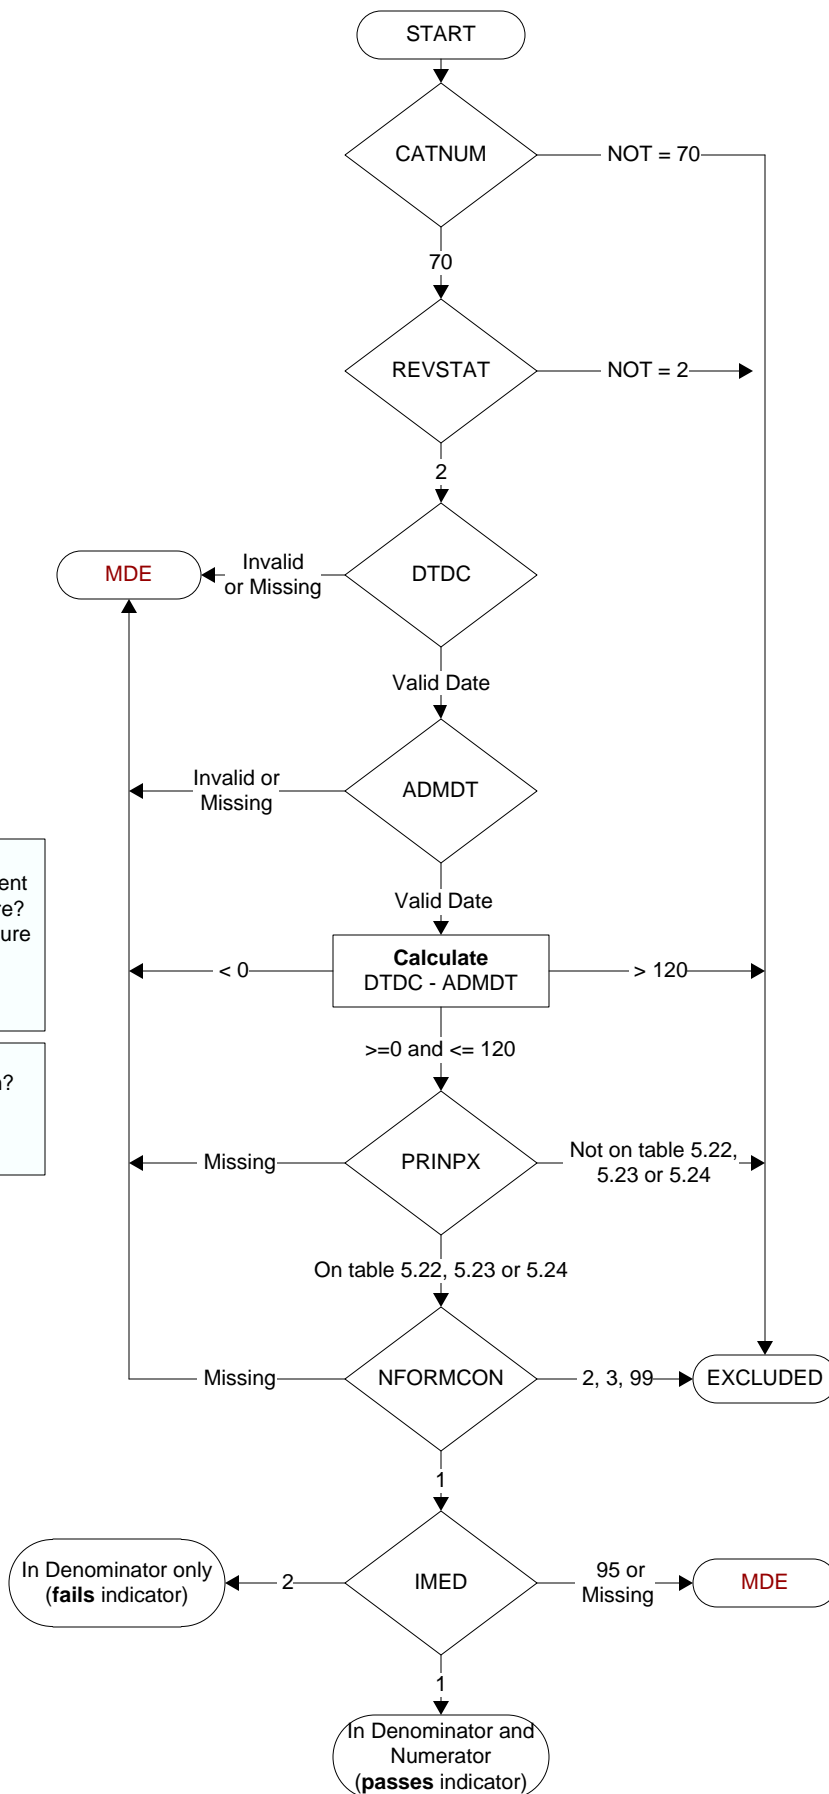 START
CATNUM
NOT = 70
70
REVSTAT
NOT = 2
2
DTDC
Invalid
or Missing
MDE
Valid Date
ADMDT
Invalid or
Missing
Valid Date
Calculate
DTDC - ADMDT
< 0
> 120
>=0 and <= 120
PRINPX
Missing
Not on table 5.22,
5.23 or 5.24
On table 5.22, 5.23 or 5.24
NFORMCON
Missing
2, 3, 99
EXCLUDED
1
IMED
2
In Denominator only
(fails indicator)
95 or
Missing
MDE
1
In Denominator and
Numerator
(passes indicator)